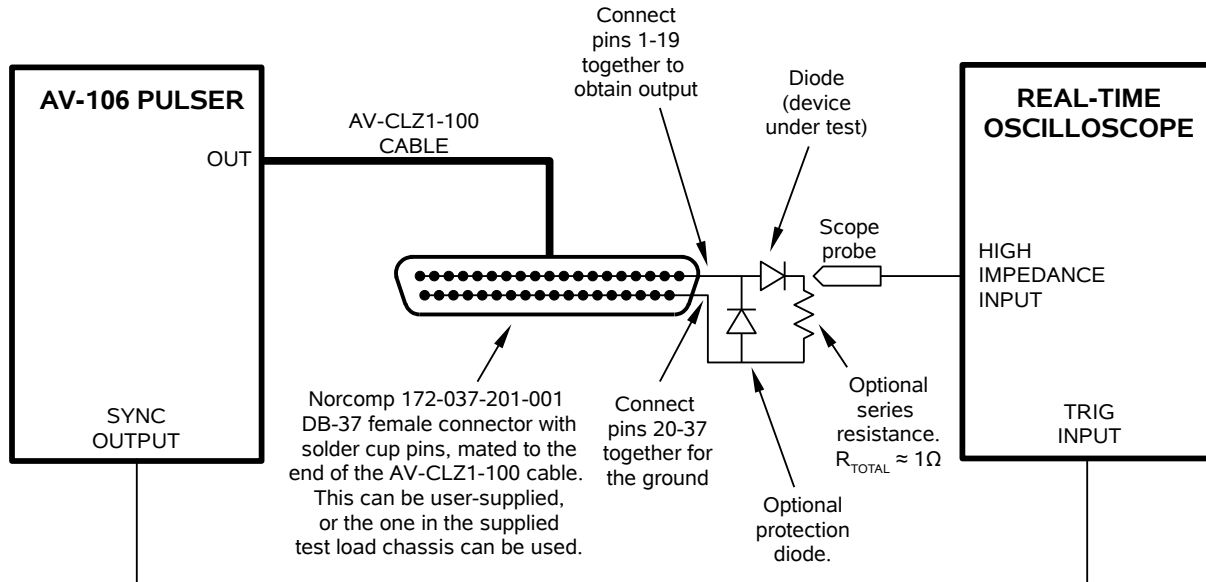 Connect
pins 1-19
together to
obtain output
AV-106 PULSER
AV-CLZ1-100
CABLE
OUT
Diode
(device
under test)
REAL-TIME
OSCILLOSCOPE
Scope
probe
HIGH
IMPEDANCE
INPUT
SYNC
OUTPUT
Norcomp 172-037-201-001
DB-37 female connector with
solder cup pins, mated to the
end of the AV-CLZ1-100 cable.
This can be user-supplied,
or the one in the supplied
test load chassis can be used.
Connect
pins 20-37
together for
the ground
Optional
protection
diode.
Optional
series
resistance.
R_TOTAL ≈ 1Ω
TRIG
INPUT